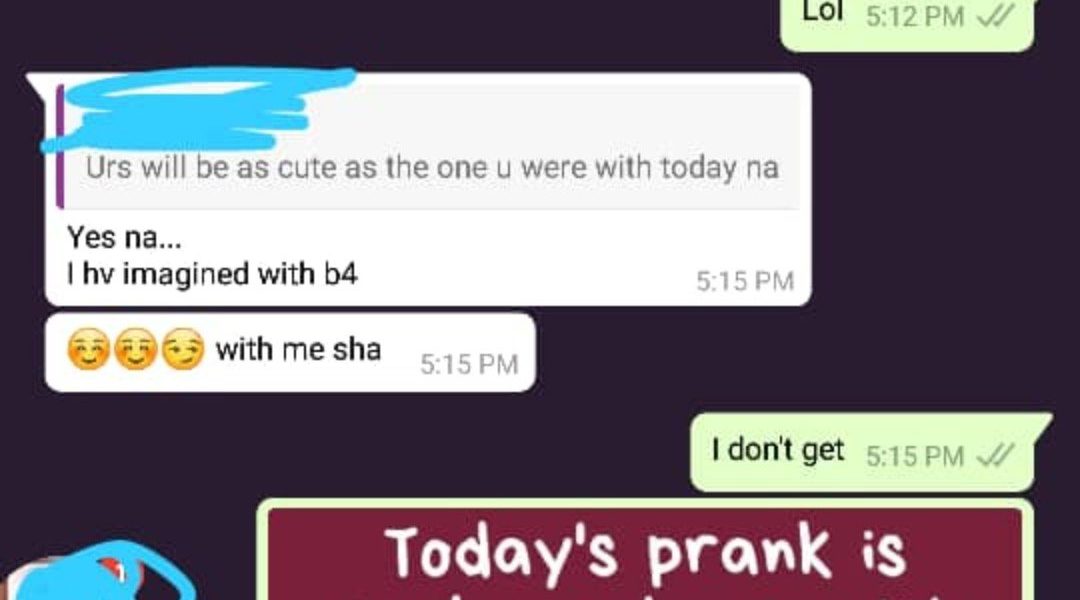 Lol 5:12 PM
Urs will be as cute as the one u were with today na
Yes na...
I hv imagined with b4
5:15 PM
☺️☺️😏 with me sha 5:15 PM
I don't get 5:15 PM
Today's prank is